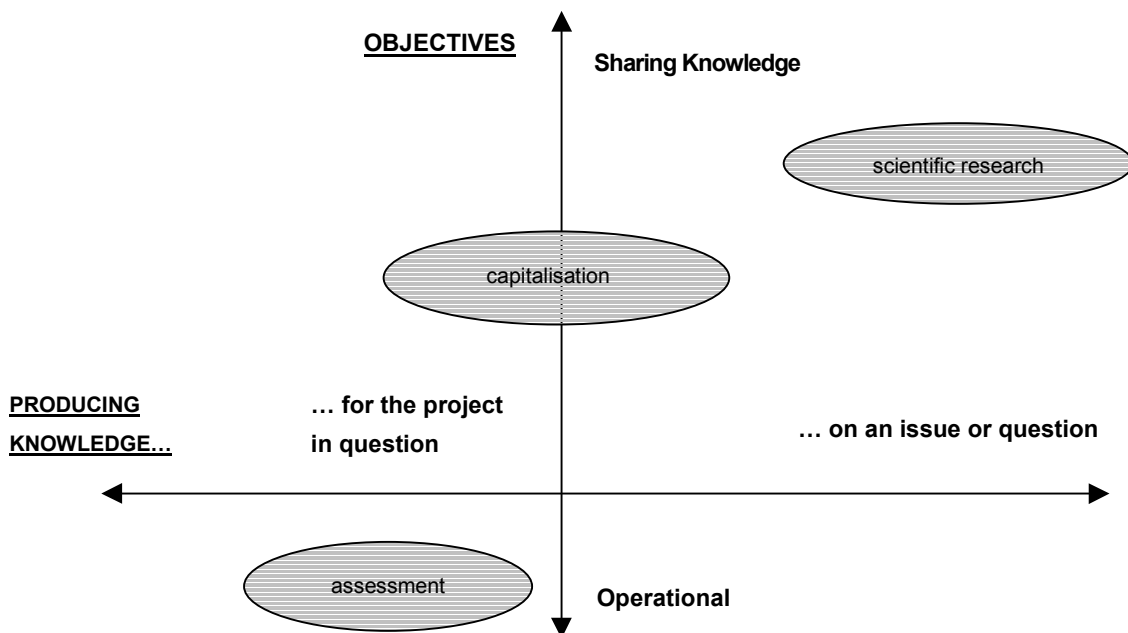 OBJECTIVES
Sharing Knowledge
scientific research
capitalisation
PRODUCING
KNOWLEDGE…
… for the project
in question
… on an issue or question
assessment
Operational